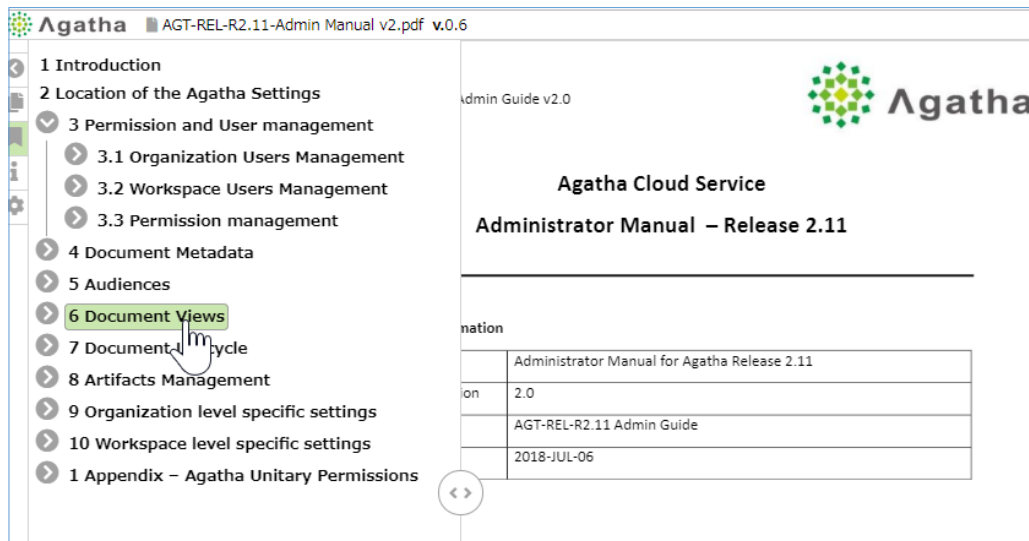 Agatha AGT-REL-R2.11-Admin Manual v2.pdf v.0.6
1 Introduction
2 Location of the Agatha Settings
3 Permission and User management
3.1 Organization Users Management
3.2 Workspace Users Management
3.3 Permission management
4 Document Metadata
5 Audiences
6 Document Views
7 Document
8 Artifacts Management
9 Organization level specific settings
10 Workspace level specific settings
1 Appendix – Agatha Unitary Permissions
Admin Guide v2.0
Agatha
Agatha Cloud Service
Administrator Manual – Release 2.11
mation
Administrator Manual for Agatha Release 2.11
ion 2.0
AGT-REL-R2.11 Admin Guide
2018-JUL-06